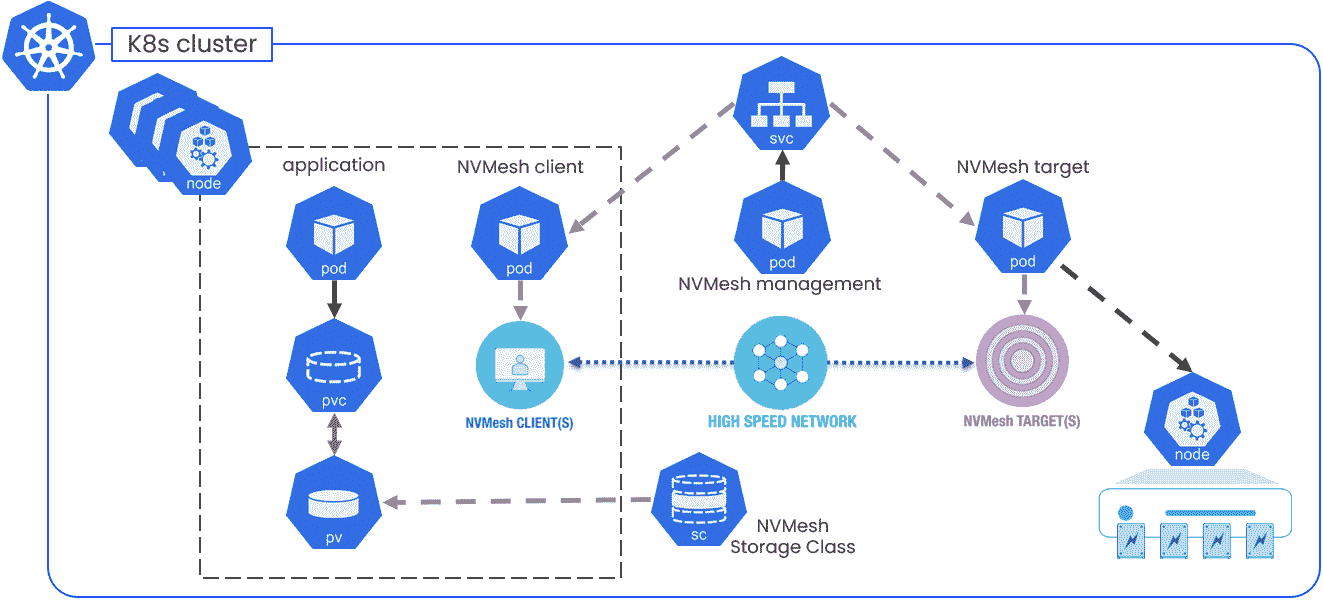 K8s cluster
svc
node
application
NVMesh client
NVMesh target
pod
pod
pod
pod
NVMesh management
pvc
NVMesh CLIENT(S)
HIGH SPEED NETWORK
NVMesh TARGET(S)
node
pv
sc
NVMesh
Storage Class